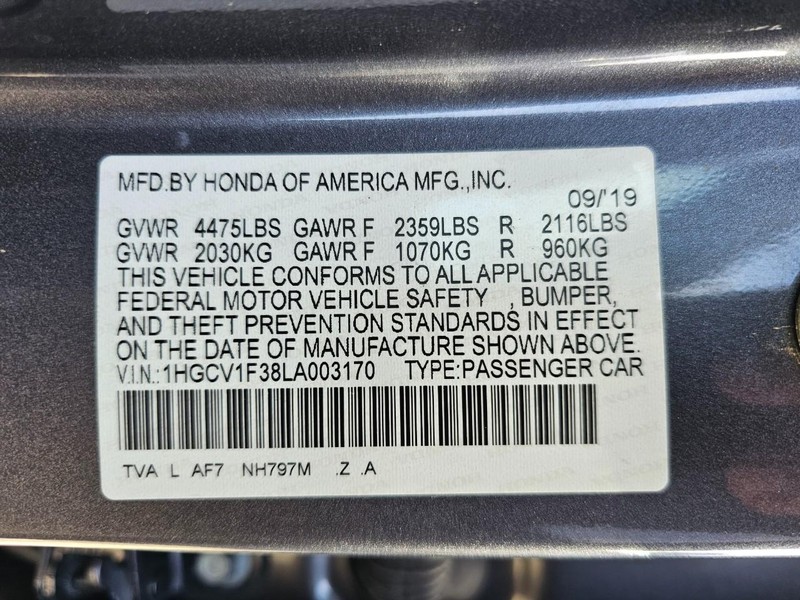 MFD.BY HONDA OF AMERICA MFG.,INC.
09/'19
GVWR 4475LBS GAWR F 2359LBS R 2116LBS
GVWR 2030KG GAWR F 1070KG R 960KG
THIS VEHICLE CONFORMS TO ALL APPLICABLE
FEDERAL MOTOR VEHICLE SAFETY , BUMPER,
AND THEFT PREVENTION STANDARDS IN EFFECT
ON THE DATE OF MANUFACTURE SHOWN ABOVE.
V.I.N.:1HGCV1F38LA003170 TYPE:PASSENGER CAR
TVA L AF7 NH797M .Z .A